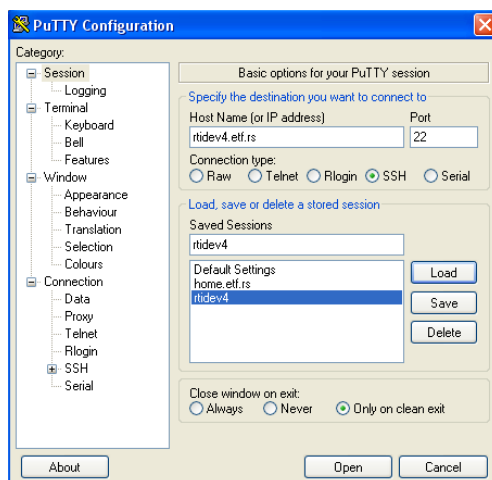 PuTTY Configuration
Category:
Session
Logging
Terminal
Keyboard
Bell
Features
Window
Appearance
Behaviour
Translation
Selection
Colours
Connection
Data
Proxy
Telnet
Rlogin
SSH
Serial
Basic options for your PuTTY session
Specify the destination you want to connect to
Host Name (or IP address) Port
rtidev4.etf.rs 22
Connection type:
Raw Telnet Rlogin SSH Serial
Load, save or delete a stored session
Saved Sessions
rtidev4
Default Settings
home.etf.rs
rtidev4
Load
Save
Delete
Close window on exit:
Always Never Only on clean exit
About Open Cancel